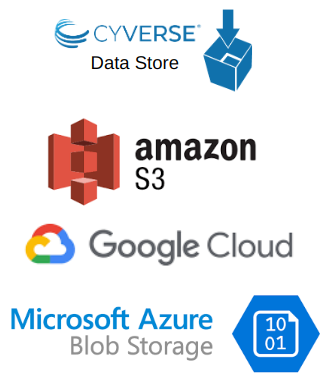 CYVERSE®
Data Store
amazon
S3
Google Cloud
Microsoft Azure
Blob Storage
10
01